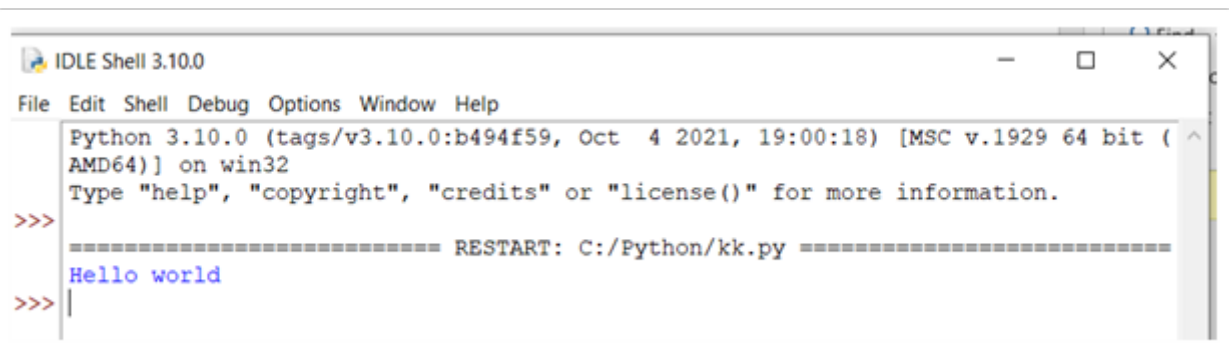 IDLE Shell 3.10.0
File Edit Shell Debug Options Window Help
Python 3.10.0 (tags/v3.10.0:b494f59, Oct  4 2021, 19:00:18) [MSC v.1929 64 bit (
AMD64)] on win32
Type "help", "copyright", "credits" or "license()" for more information.
>>>
=========================== RESTART: C:/Python/kk.py ===========================
Hello world
>>>